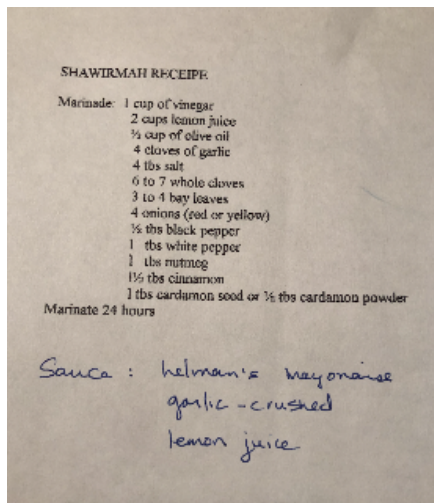 SHAWIRMAH RECEIPE
Marinade: 1 cup of vinegar
2 cups lemon juice
½ cup of olive oil
4 cloves of garlic
4 tbs salt
6 to 7 whole cloves
3 to 4 bay leaves
4 onions (red or yellow)
½ tbs black pepper
1 tbs white pepper
1 tbs nutmeg
1½ tbs cinnamon
1 tbs cardamon seed or ½ tbs cardamon powder
Marinate 24 hours
Sauce : helman's mayonaise
garlic - crushed
lemon juice